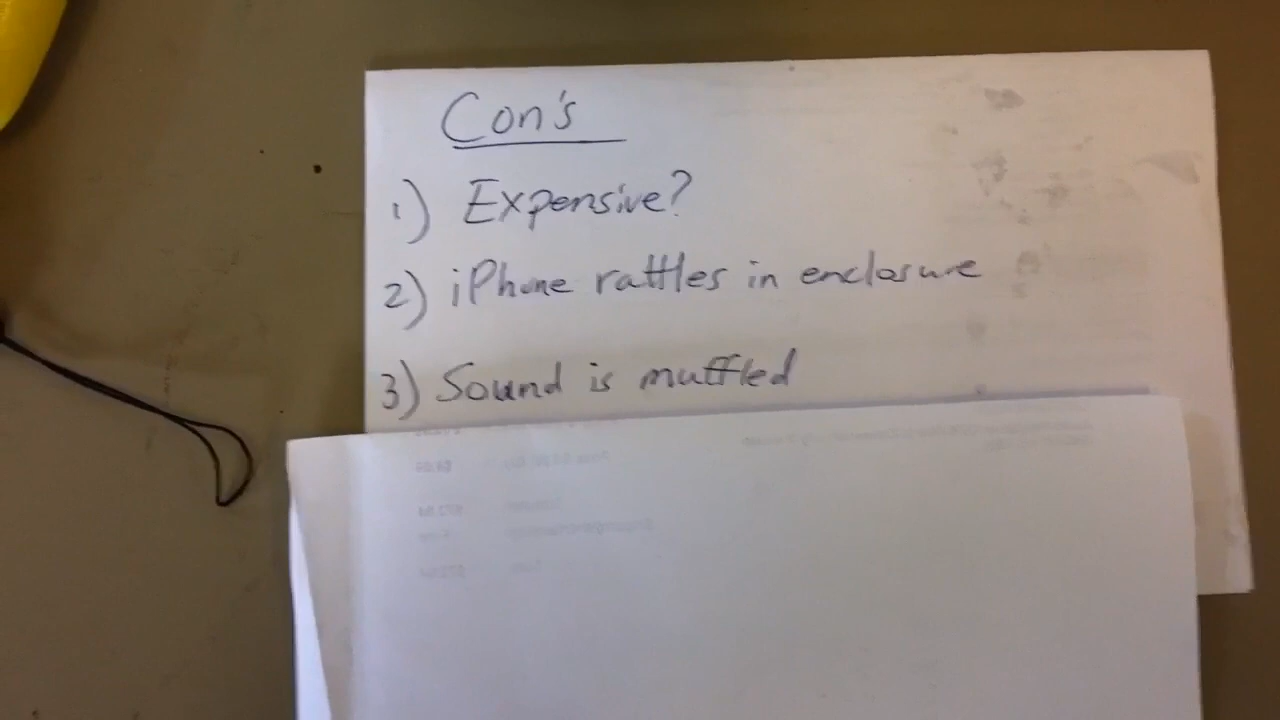 Con's
1) Expensive?
2) iPhone rattles in enclosure
3) Sound is muffled